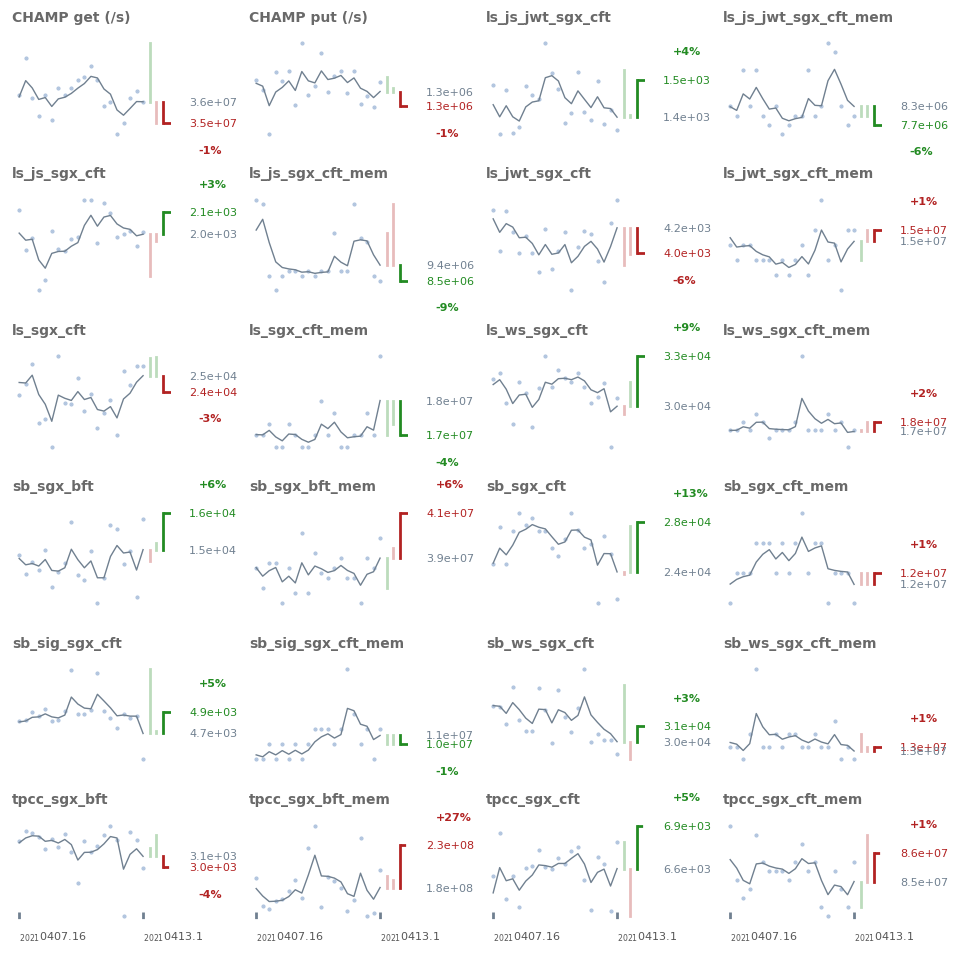 CHAMP get (/s)
3.6e+07
3.5e+07
-1%
CHAMP put (/s)
1.3e+06
1.3e+06
-1%
ls_js_jwt_sgx_cft
+4%
1.5e+03
1.4e+03
ls_js_jwt_sgx_cft_mem
8.3e+06
7.7e+06
-6%
ls_js_sgx_cft
+3%
2.1e+03
2.0e+03
ls_js_sgx_cft_mem
9.4e+06
8.5e+06
-9%
ls_jwt_sgx_cft
4.2e+03
4.0e+03
-6%
ls_jwt_sgx_cft_mem
+1%
1.5e+07
1.5e+07
ls_sgx_cft
2.5e+04
2.4e+04
-3%
ls_sgx_cft_mem
1.8e+07
1.7e+07
-4%
ls_ws_sgx_cft
+9%
3.3e+04
3.0e+04
ls_ws_sgx_cft_mem
+2%
1.8e+07
1.7e+07
sb_sgx_bft
+6%
1.6e+04
1.5e+04
sb_sgx_bft_mem
+6%
4.1e+07
3.9e+07
sb_sgx_cft
+13%
2.8e+04
2.4e+04
sb_sgx_cft_mem
+1%
1.2e+07
1.2e+07
sb_sig_sgx_cft
+5%
4.9e+03
4.7e+03
sb_sig_sgx_cft_mem
1.1e+07
1.0e+07
-1%
sb_ws_sgx_cft
+3%
3.1e+04
3.0e+04
sb_ws_sgx_cft_mem
+1%
1.3e+07
1.3e+07
tpcc_sgx_bft
3.1e+03
3.0e+03
-4%
tpcc_sgx_bft_mem
+27%
2.3e+08
1.8e+08
tpcc_sgx_cft
+5%
6.9e+03
6.6e+03
tpcc_sgx_cft_mem
+1%
8.6e+07
8.5e+07
20210407.16 20210413.1
20210407.16 20210413.1
20210407.16 20210413.1
20210407.16 20210413.1